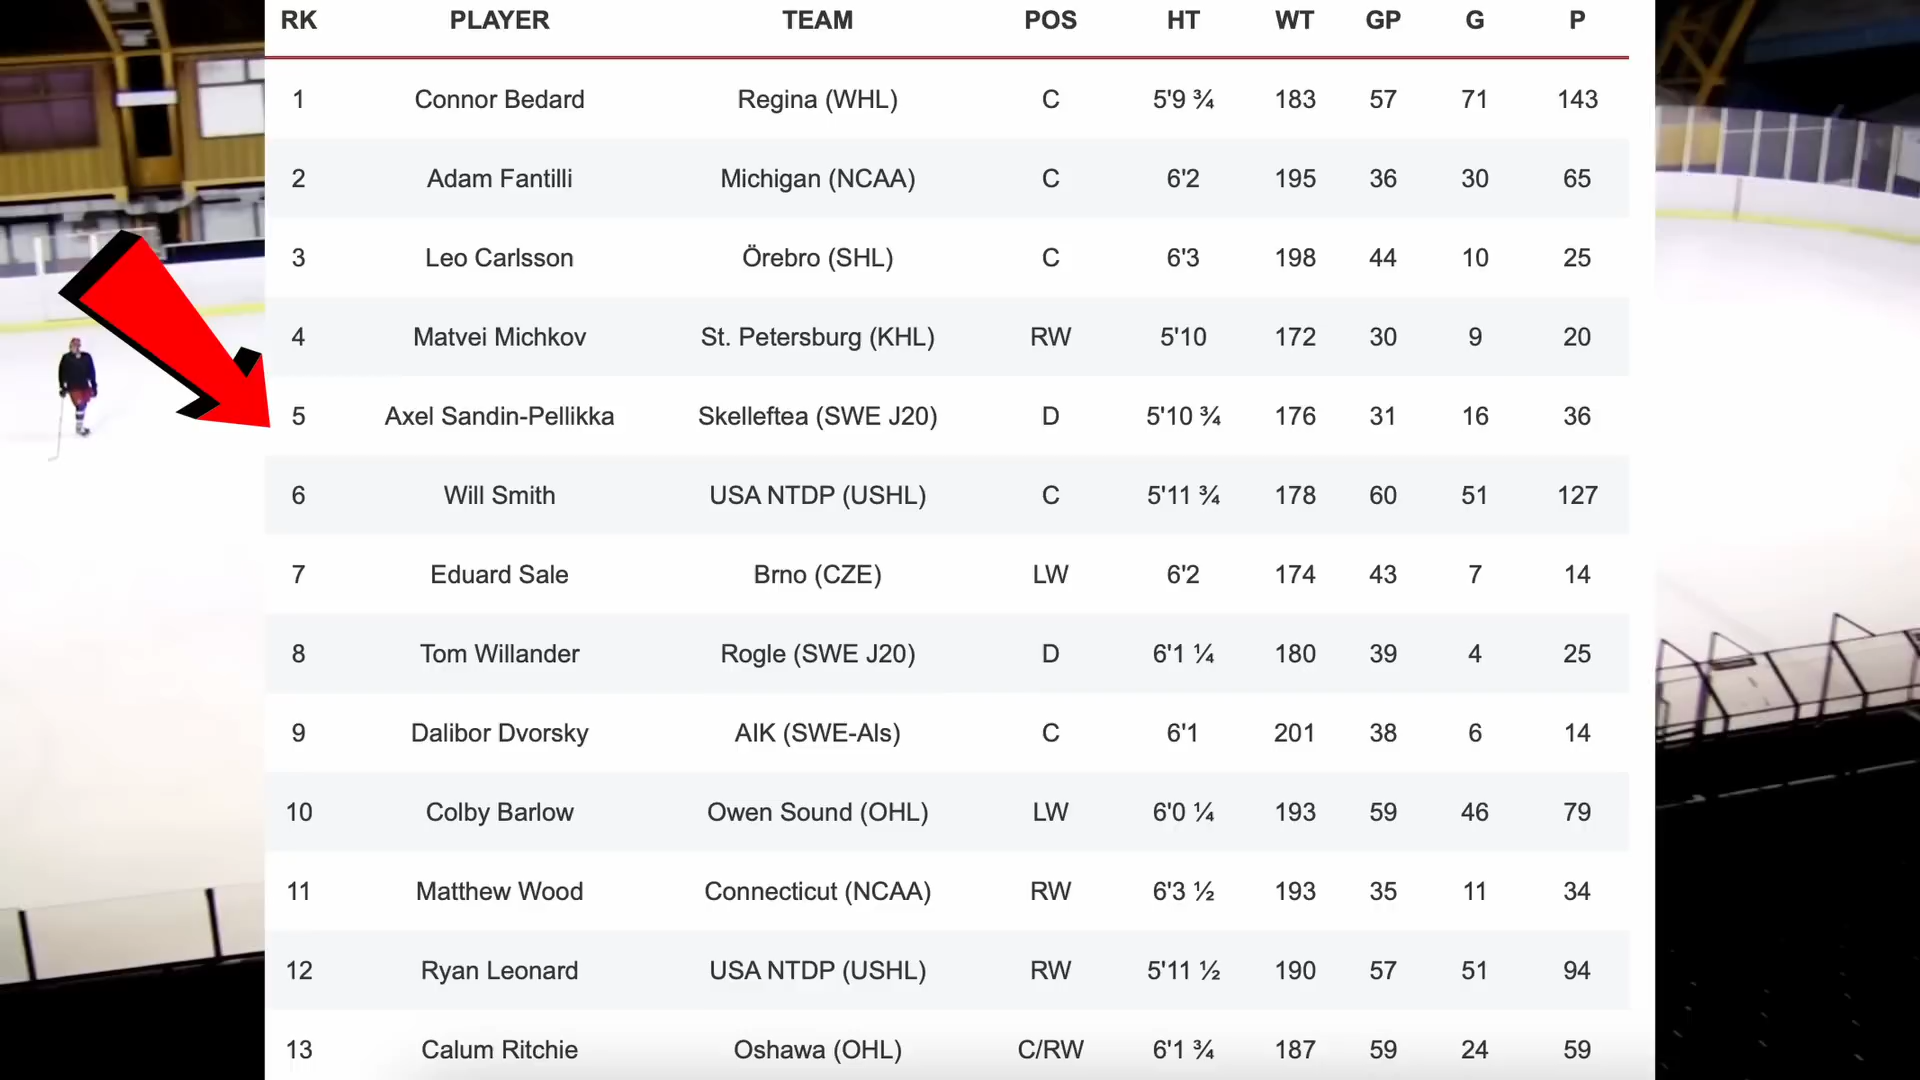 RK PLAYER TEAM POS HT WT GP G P
1 Connor Bedard Regina (WHL) C 5'9 ¾ 183 57 71 143
2 Adam Fantilli Michigan (NCAA) C 6'2 195 36 30 65
3 Leo Carlsson Örebro (SHL) C 6'3 198 44 10 25
4 Matvei Michkov St. Petersburg (KHL) RW 5'10 172 30 9 20
5 Axel Sandin-Pellikka Skelleftea (SWE J20) D 5'10 ¾ 176 31 16 36
6 Will Smith USA NTDP (USHL) C 5'11 ¾ 178 60 51 127
7 Eduard Sale Brno (CZE) LW 6'2 174 43 7 14
8 Tom Willander Rogle (SWE J20) D 6'1 ¼ 180 39 4 25
9 Dalibor Dvorsky AIK (SWE-Als) C 6'1 201 38 6 14
10 Colby Barlow Owen Sound (OHL) LW 6'0 ¼ 193 59 46 79
11 Matthew Wood Connecticut (NCAA) RW 6'3 ½ 193 35 11 34
12 Ryan Leonard USA NTDP (USHL) RW 5'11 ½ 190 57 51 94
13 Calum Ritchie Oshawa (OHL) C/RW 6'1 ¾ 187 59 24 59